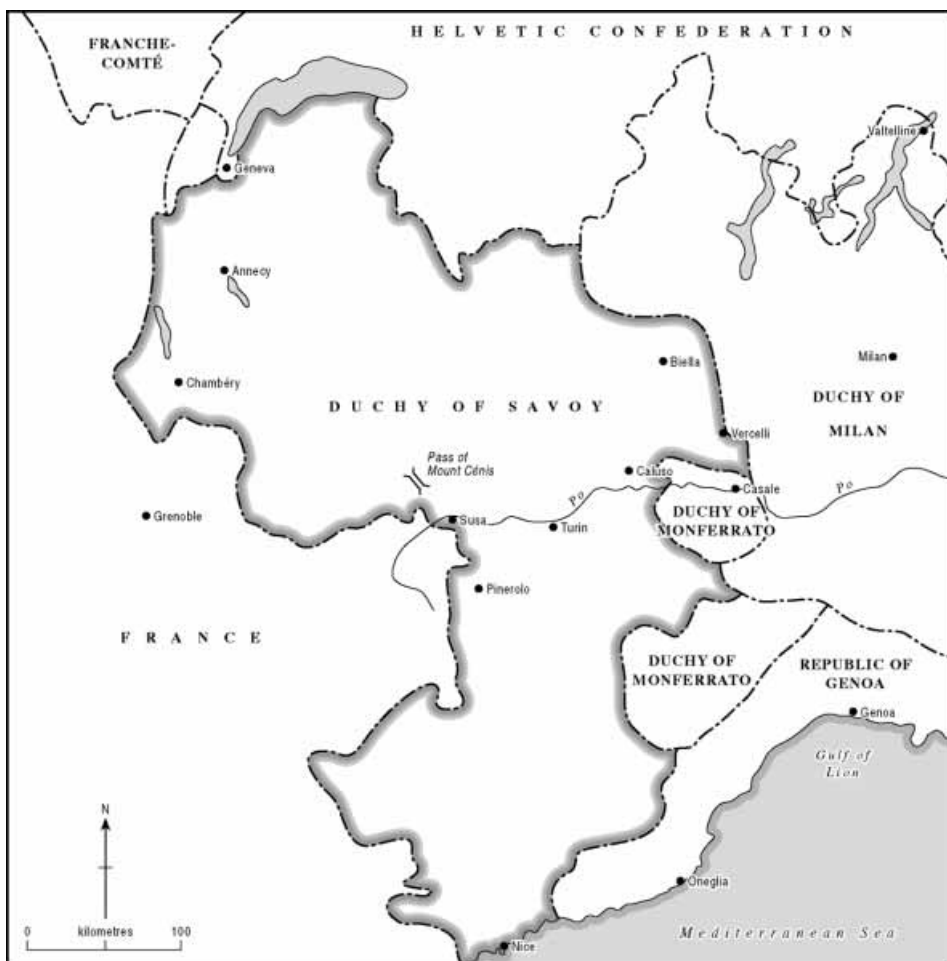 HELVETIC CONFEDERATION
FRANCHE-
COMTÉ
Valtelline
Geneva
Annecy
Biella
Milan
Chambéry
DUCHY OF SAVOY
DUCHY OF
MILAN
Vercelli
Pass of
Mount Cénis
Caluso
Casale
Po
Po
Grenoble
Susa
Turin
DUCHY OF
MONFERRATO
Pinerolo
FRANCE
DUCHY OF
MONFERRATO
REPUBLIC OF
GENOA
Genoa
Gulf of
Lion
N
Oneglia
0 kilometres 100
Nice
Mediterranean Sea